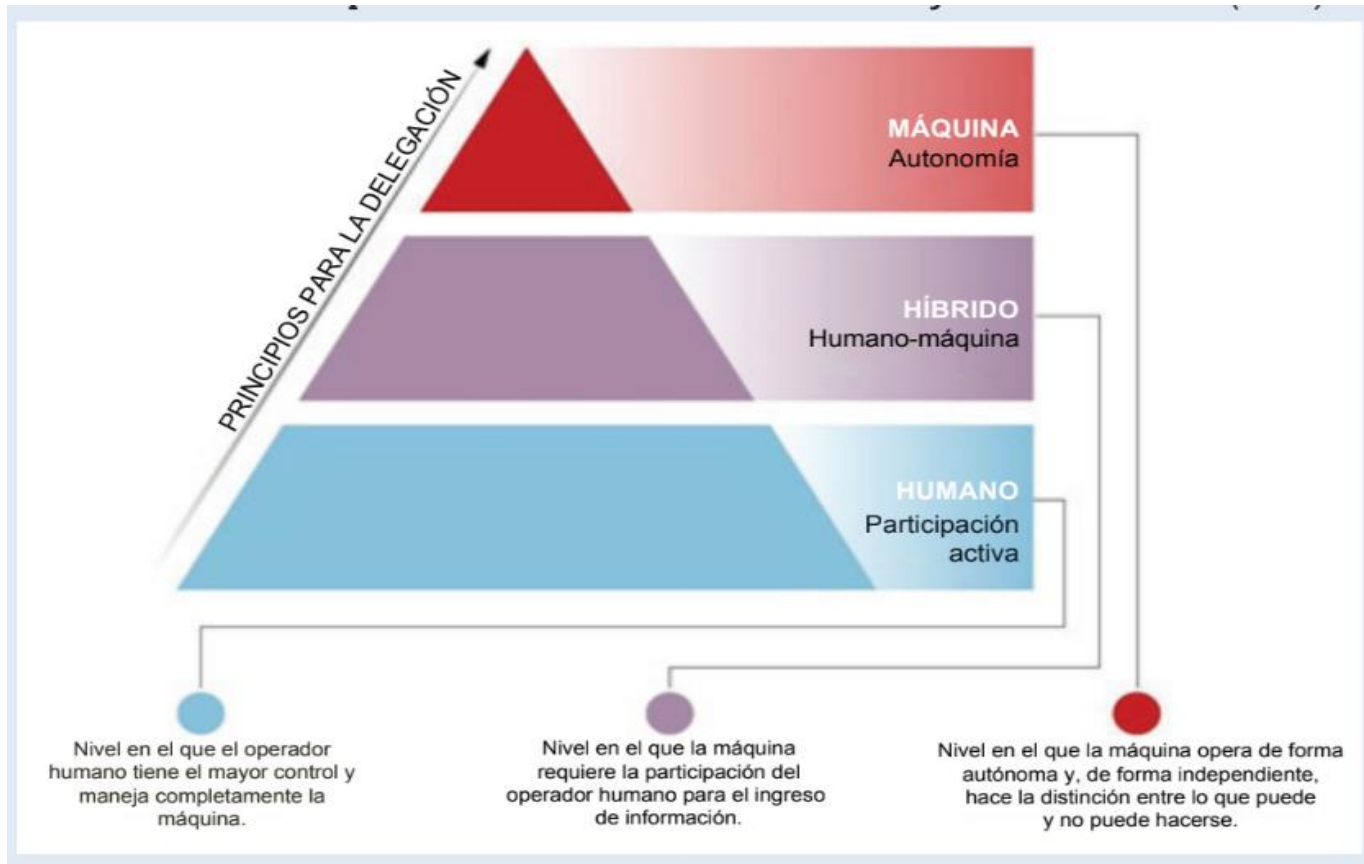 PRINCIPIOS PARA LA DELEGACIÓN
MÁQUINA
Autonomía
HÍBRIDO
Humano-máquina
HUMANO
Participación
activa
Nivel en el que el operador
humano tiene el mayor control y
maneja completamente la
máquina.
Nivel en el que la máquina
requiere la participación del
operador humano para el ingreso
de información.
Nivel en el que la máquina opera de forma
autónoma y, de forma independiente,
hace la distinción entre lo que puede
y no puede hacerse.